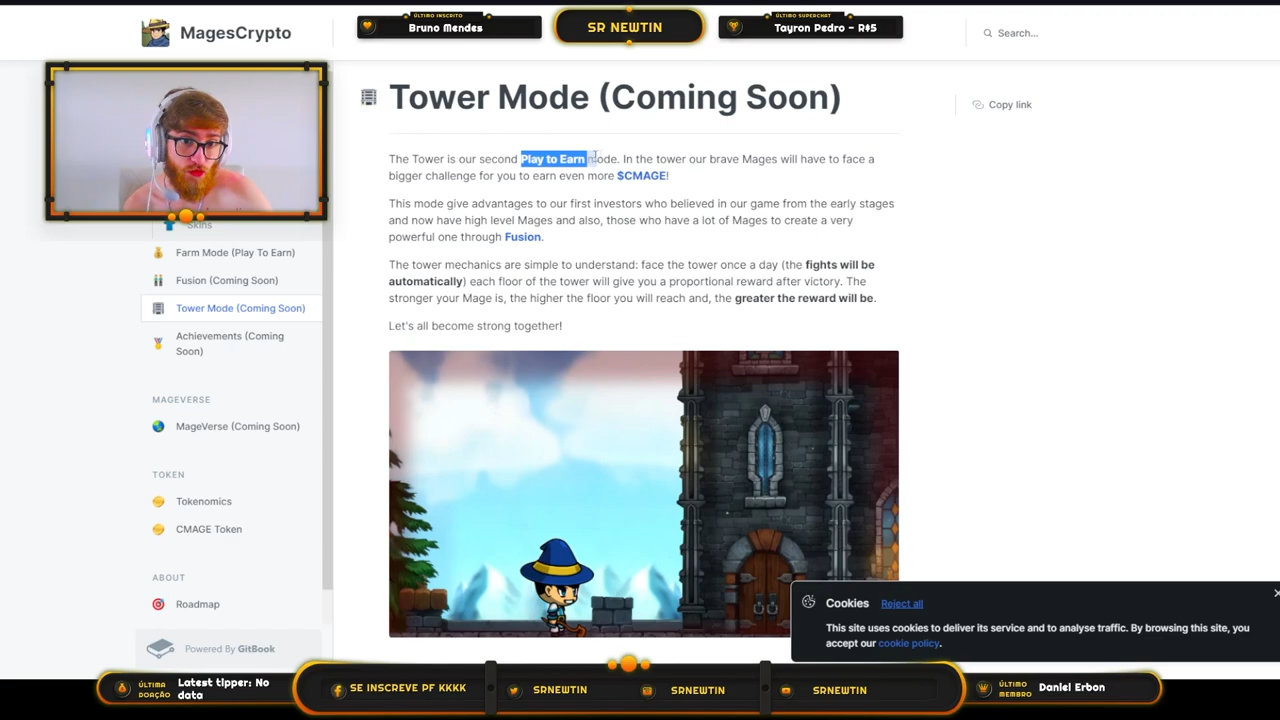 MagesCrypto
ÚLTIMO INSCRITO
Bruno Mendes
SR NEWTIN
ÚLTIMO SUPERCHAT
Tayron Pedro - R$5
Search...
Tower Mode (Coming Soon)
Copy link
The Tower is our second Play to Earn mode. In the tower our brave Mages will have to face a
bigger challenge for you to earn even more $CMAGE!
This mode give advantages to our first investors who believed in our game from the early stages
and now have high level Mages and also, those who have a lot of Mages to create a very
powerful one through Fusion.
The tower mechanics are simple to understand: face the tower once a day (the fights will be
automatically) each floor of the tower will give you a proportional reward after victory. The
stronger your Mage is, the higher the floor you will reach and, the greater the reward will be.
Let's all become strong together!
Skins
Farm Mode (Play To Earn)
Fusion (Coming Soon)
Tower Mode (Coming Soon)
Achievements (Coming
Soon)
MAGEVERSE
MageVerse (Coming Soon)
TOKEN
Tokenomics
CMAGE Token
ABOUT
Roadmap
Powered By GitBook
Cookies Reject all
This site uses cookies to deliver its service and to analyse traffic. By browsing this site, you
accept our cookie policy.
ÚLTIMA
DOAÇÃO
Latest tipper: No
data
SE INSCREVE PF KKKK
SRNEWTIN
SRNEWTIN
SRNEWTIN
ÚLTIMO
MEMBRO
Daniel Erbon